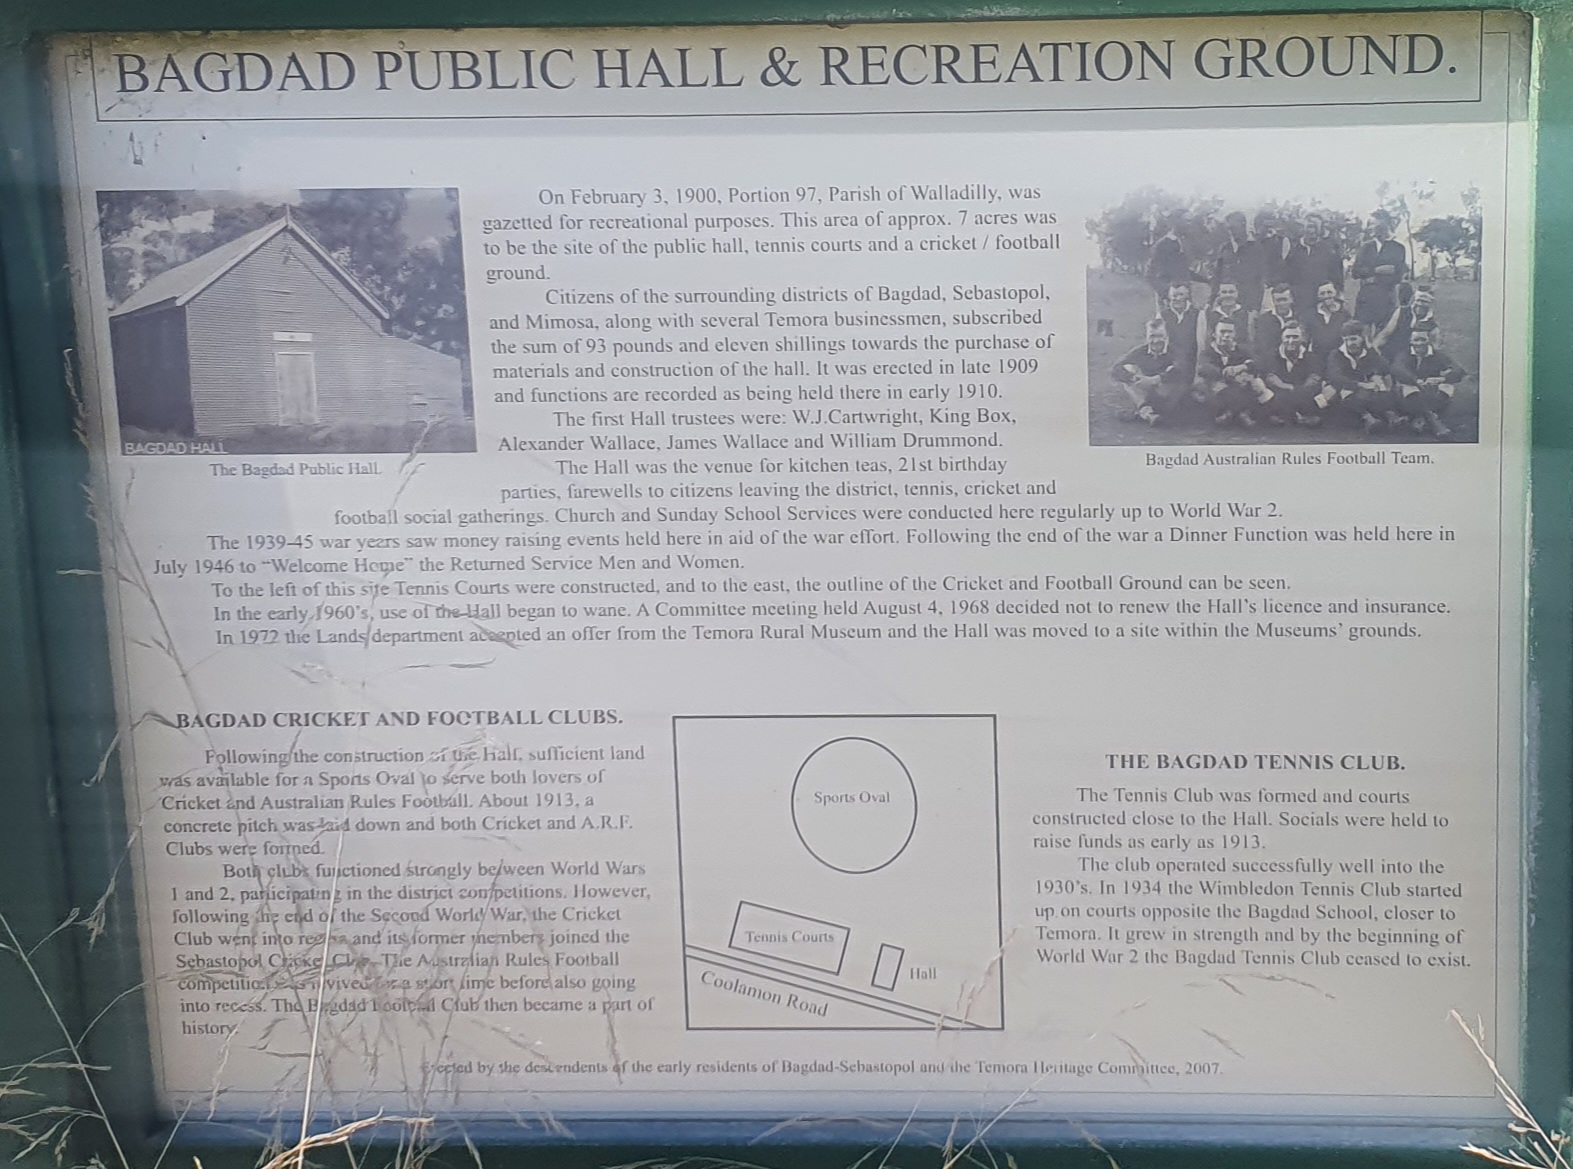 BAGDAD PUBLIC HALL & RECREATION GROUND.
On February 3, 1900, Portion 97, Parish of Walladilly, was
gazetted for recreational purposes. This area of approx. 7 acres was
to be the site of the public hall, tennis courts and a cricket / football
ground.
Citizens of the surrounding districts of Bagdad, Sebastopol,
and Mimosa, along with several Temora businessmen, subscribed
the sum of 93 pounds and eleven shillings towards the purchase of
materials and construction of the hall. It was erected in late 1909
and functions are recorded as being held there in early 1910.
The first Hall trustees were: W.J.Cartwright, King Box,
Alexander Wallace, James Wallace and William Drummond.
The Hall was the venue for kitchen teas, 21st birthday
parties, farewells to citizens leaving the district, tennis, cricket and
football social gatherings. Church and Sunday School Services were conducted here regularly up to World War 2.
The 1939-45 war years saw money raising events held here in aid of the war effort. Following the end of the war a Dinner Function was held here in
July 1946 to "Welcome Home" the Returned Service Men and Women.
To the left of this site Tennis Courts were constructed, and to the east, the outline of the Cricket and Football Ground can be seen.
In the early 1960's, use of the Hall began to wane. A Committee meeting held August 4, 1968 decided not to renew the Hall's licence and insurance.
In 1972 the Lands department accepted an offer from the Temora Rural Museum and the Hall was moved to a site within the Museums' grounds.
BAGDAD HALL
The Bagdad Public Hall.
Bagdad Australian Rules Football Team.
BAGDAD CRICKET AND FOOTBALL CLUBS.
Following the construction of the Hall, sufficient land
was available for a Sports Oval to serve both lovers of
Cricket and Australian Rules Football. About 1913, a
concrete pitch was laid down and both Cricket and A.R.F.
Clubs were formed.
Both clubs functioned strongly between World Wars
1 and 2, participating in the district competitions. However,
following the end of the Second World War, the Cricket
Club went into recess and its former members joined the
Sebastopol Cricket Club. The Australian Rules Football
competition revived for a short time before also going
into recess. The Bagdad Football Club then became a part of
history.
Sports Oval
Tennis Courts
Hall
Coolamon Road
THE BAGDAD TENNIS CLUB.
The Tennis Club was formed and courts
constructed close to the Hall. Socials were held to
raise funds as early as 1913.
The club operated successfully well into the
1930's. In 1934 the Wimbledon Tennis Club started
up on courts opposite the Bagdad School, closer to
Temora. It grew in strength and by the beginning of
World War 2 the Bagdad Tennis Club ceased to exist.
Erected by the descendents of the early residents of Bagdad-Sebastopol and the Temora Heritage Committee, 2007.